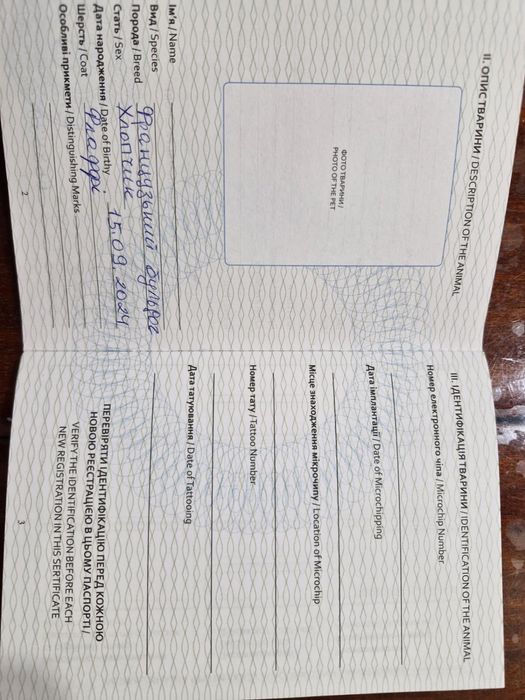 II. ОПИС ТВАРИНИ / DESCRIPTION OF THE ANIMAL
ФОТО ТВАРИНИ /
PHOTO OF THE PET
Ім'я / Name
Вид / Species
Порода / Breed Французький бульдог
Стать / Sex Хлопчик
Дата народження / Date of Birthy 15.09.2024
Шерсть / Coat
Особливі прикмети / Distinguishing Marks
2
III. ІДЕНТИФІКАЦІЯ ТВАРИНИ / IDENTIFICATION OF THE ANIMAL
Номер електронного чіпа / Microchip Number
Дата імплантації / Date of Microchipping
Місце знаходження мікрочипу / Location of Microchip
Номер тату /Tattoo Number
Дата татуювання / Date of Tattooing
ПЕРЕВІРЯТИ ІДЕНТИФІКАЦІЮ ПЕРЕД КОЖНОЮ
НОВОЮ РЕЄСТРАЦІЄЮ В ЦЬОМУ ПАСПОРТІ /
VERIFY THE IDENTIFICATION BEFORE EACH
NEW REGISTRATION IN THIS SERTIFICATE
3